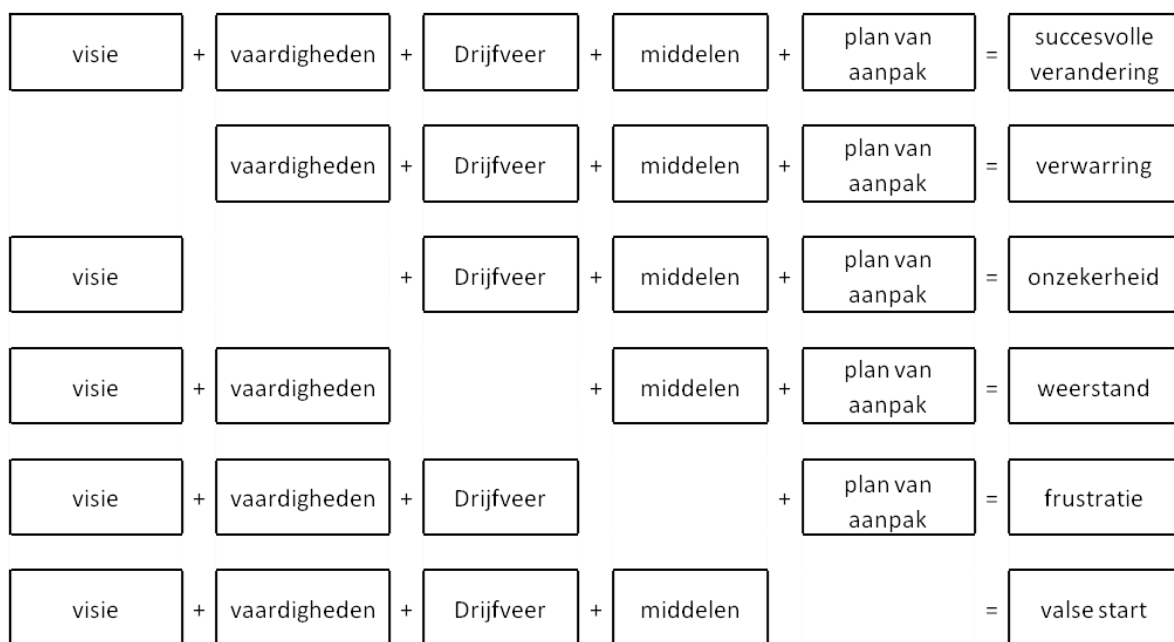 visie + vaardigheden + Drijfveer + middelen + plan van aanpak = succesvolle verandering
vaardigheden + Drijfveer + middelen + plan van aanpak = verwarring
visie + Drijfveer + middelen + plan van aanpak = onzekerheid
visie + vaardigheden + middelen + plan van aanpak = weerstand
visie + vaardigheden + Drijfveer + plan van aanpak = frustratie
visie + vaardigheden + Drijfveer + middelen = valse start